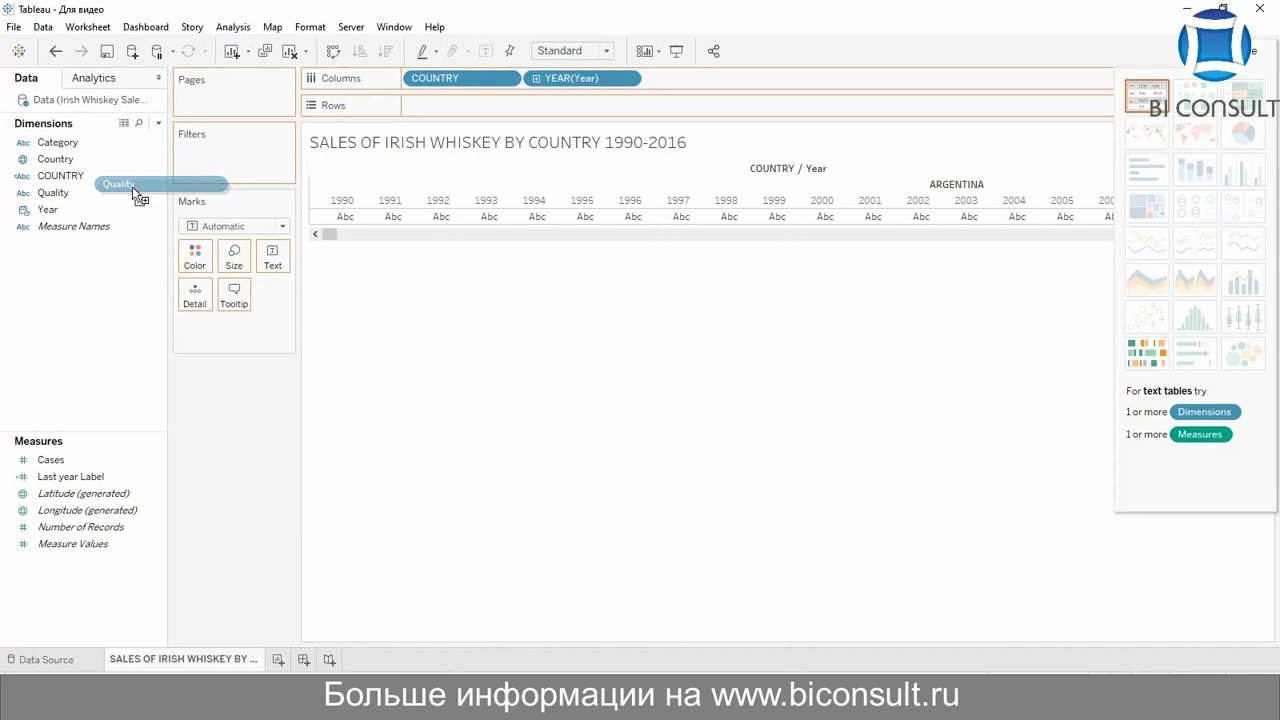 Tableau - Для видео
File Data Worksheet Dashboard Story Analysis Map Format Server Window Help
Standard
Data Analytics
Data (Irish Whiskey Sale...
Dimensions
Abc Category
Country
=Abc COUNTRY
Abc Quality
Year
Abc Measure Names
Quality
Measures
# Cases
=# Last year Label
Latitude (generated)
Longitude (generated)
# Number of Records
# Measure Values
Pages
Filters
Marks
Automatic
Color Size Text
Detail Tooltip
Columns COUNTRY YEAR(Year)
Rows
SALES OF IRISH WHISKEY BY COUNTRY 1990-2016
COUNTRY / Year
ARGENTINA
1990 1991 1992 1993 1994 1995 1996 1997 1998 1999 2000 2001 2002 2003 2004 2005
Abc Abc Abc Abc Abc Abc Abc Abc Abc Abc Abc Abc Abc Abc Abc Abc
BI CONSULT
For text tables try
1 or more Dimensions
1 or more Measures
Data Source SALES OF IRISH WHISKEY BY ...
Больше информации на www.biconsult.ru